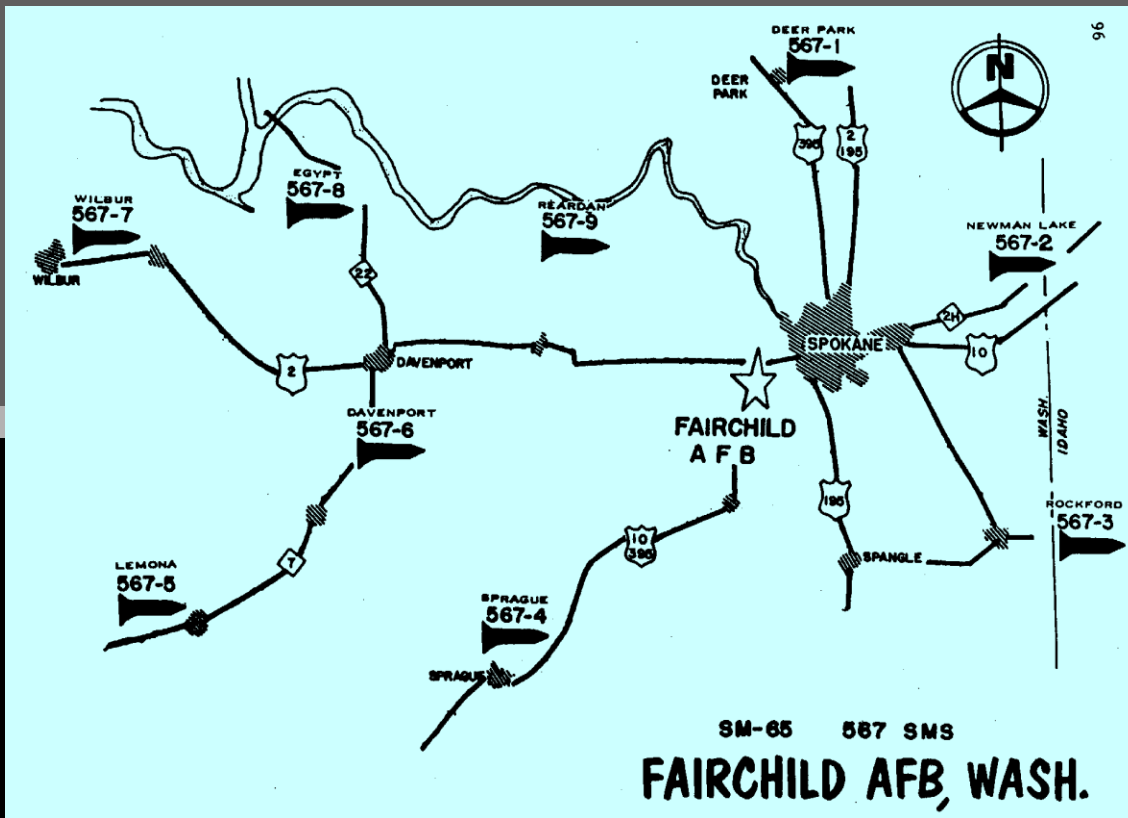 96
DEER PARK
567-1
DEER
PARK
N
395
2
195
EGYPT
567-8
WILBUR
567-7
REARDAN
567-9
NEWMAN LAKE
567-2
WILBUR
22
2H
SPOKANE
10
2
DAVENPORT
DAVENPORT
567-6
FAIRCHILD
A F B
WASH.
IDAHO
195
ROCKFORD
567-3
10
395
SPANGLE
7
LEMONA
567-5
SPRAGUE
567-4
SPRAGUE
SM-65 567 SMS
FAIRCHILD AFB, WASH.